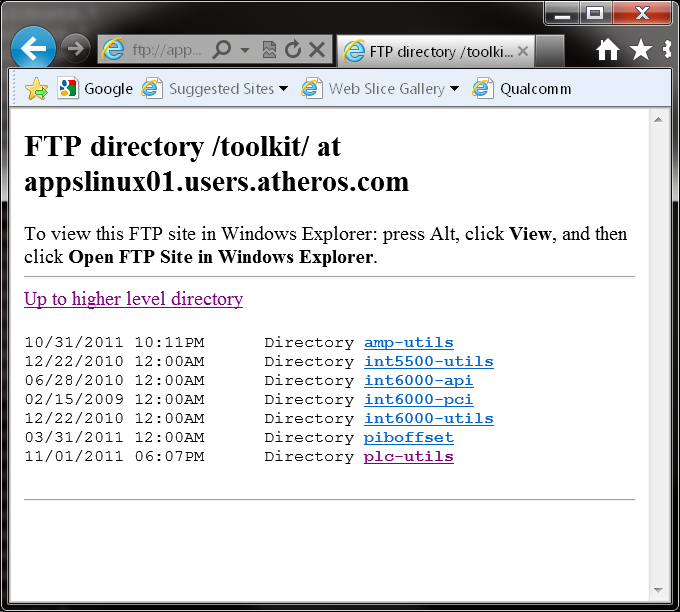 ftp://app...
FTP directory /toolki...
Google
Suggested Sites
Web Slice Gallery
Qualcomm
FTP directory /toolkit/ at
appslinux01.users.atheros.com
To view this FTP site in Windows Explorer: press Alt, click View, and then
click Open FTP Site in Windows Explorer.
Up to higher level directory
10/31/2011 10:11PM Directory amp-utils
12/22/2010 12:00AM Directory int5500-utils
06/28/2010 12:00AM Directory int6000-api
02/15/2009 12:00AM Directory int6000-pci
12/22/2010 12:00AM Directory int6000-utils
03/31/2011 12:00AM Directory piboffset
11/01/2011 06:07PM Directory plc-utils